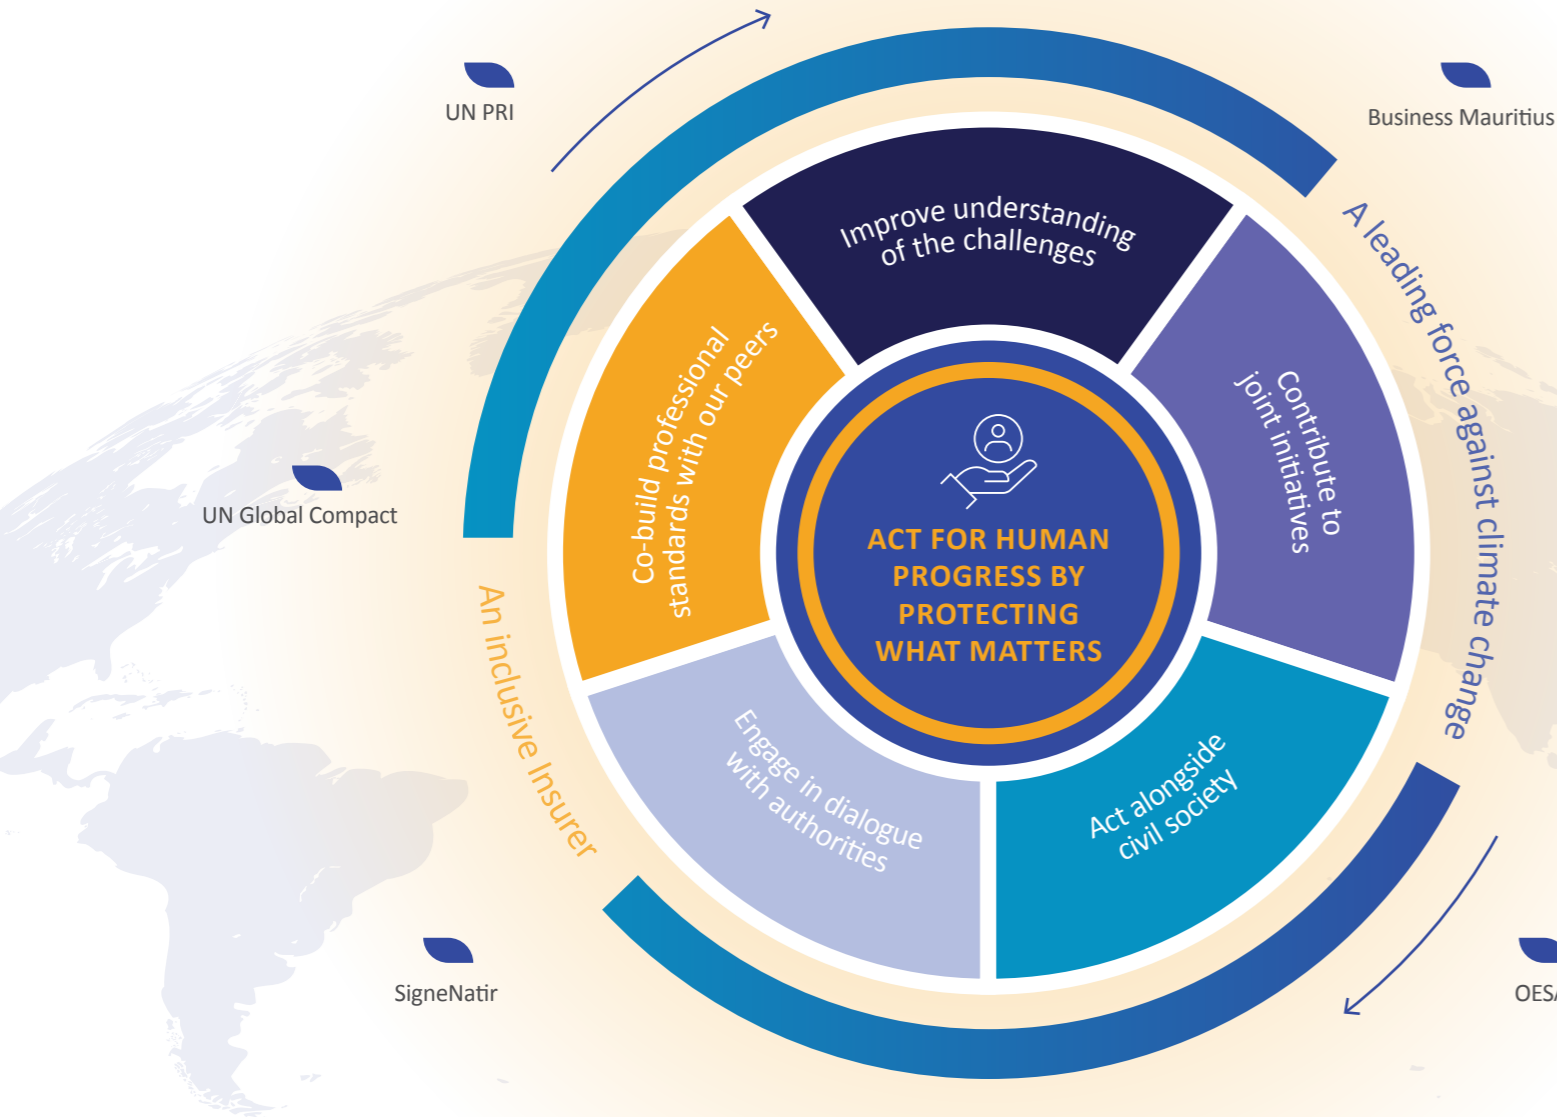 UN PRI
Business Mauritius
Improve understanding
of the challenges
A leading force against climate change
Co-build professional
standards with our peers
Contribute to
joint initiatives
UN Global Compact
ACT FOR HUMAN
PROGRESS BY
PROTECTING
WHAT MATTERS
An inclusive Insurer
Engage in dialogue
with authorities
Act alongside
civil society
SigneNatir